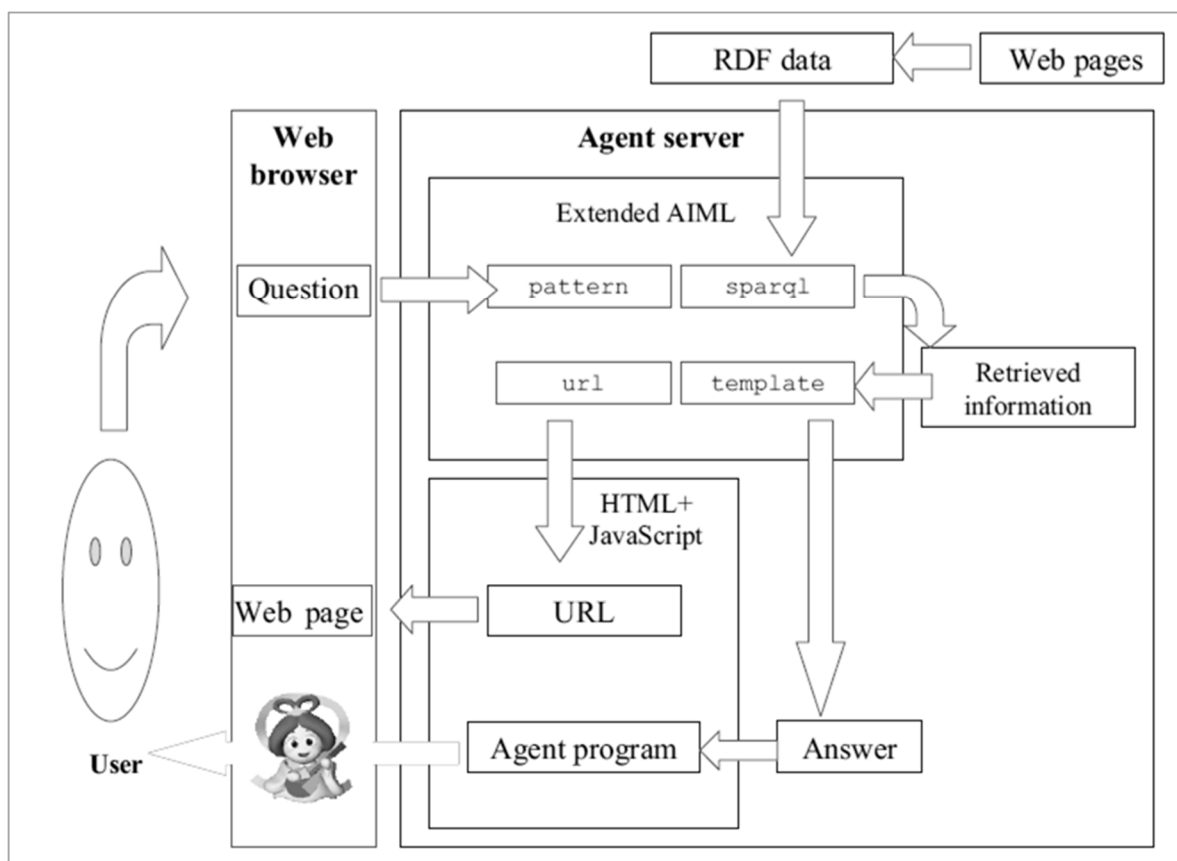 RDF data
Web pages
Web
browser
Agent server
Extended AIML
Question
pattern
sparql
url
template
Retrieved
information
HTML+
JavaScript
Web page
URL
User
Agent program
Answer